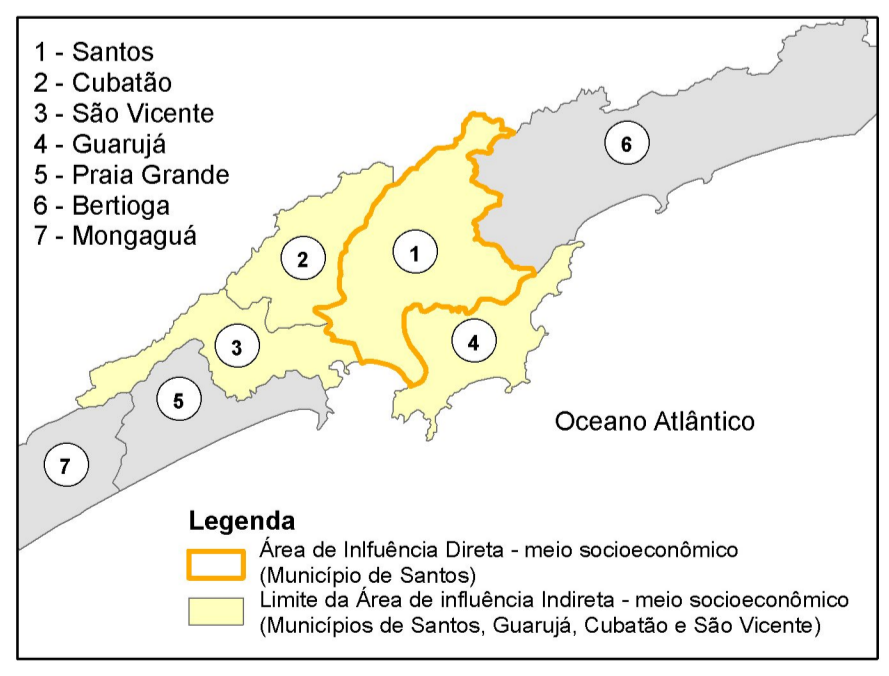 1 - Santos
2 - Cubatão
3 - São Vicente
4 - Guarujá
5 - Praia Grande
6 - Bertioga
7 - Mongaguá
6
1
2
4
3
5
7
Oceano Atlântico
Legenda
Área de Inlfuência Direta - meio socioeconômico
(Município de Santos)
Limite da Área de influência Indireta - meio socioeconômico
(Municípios de Santos, Guarujá, Cubatão e São Vicente)